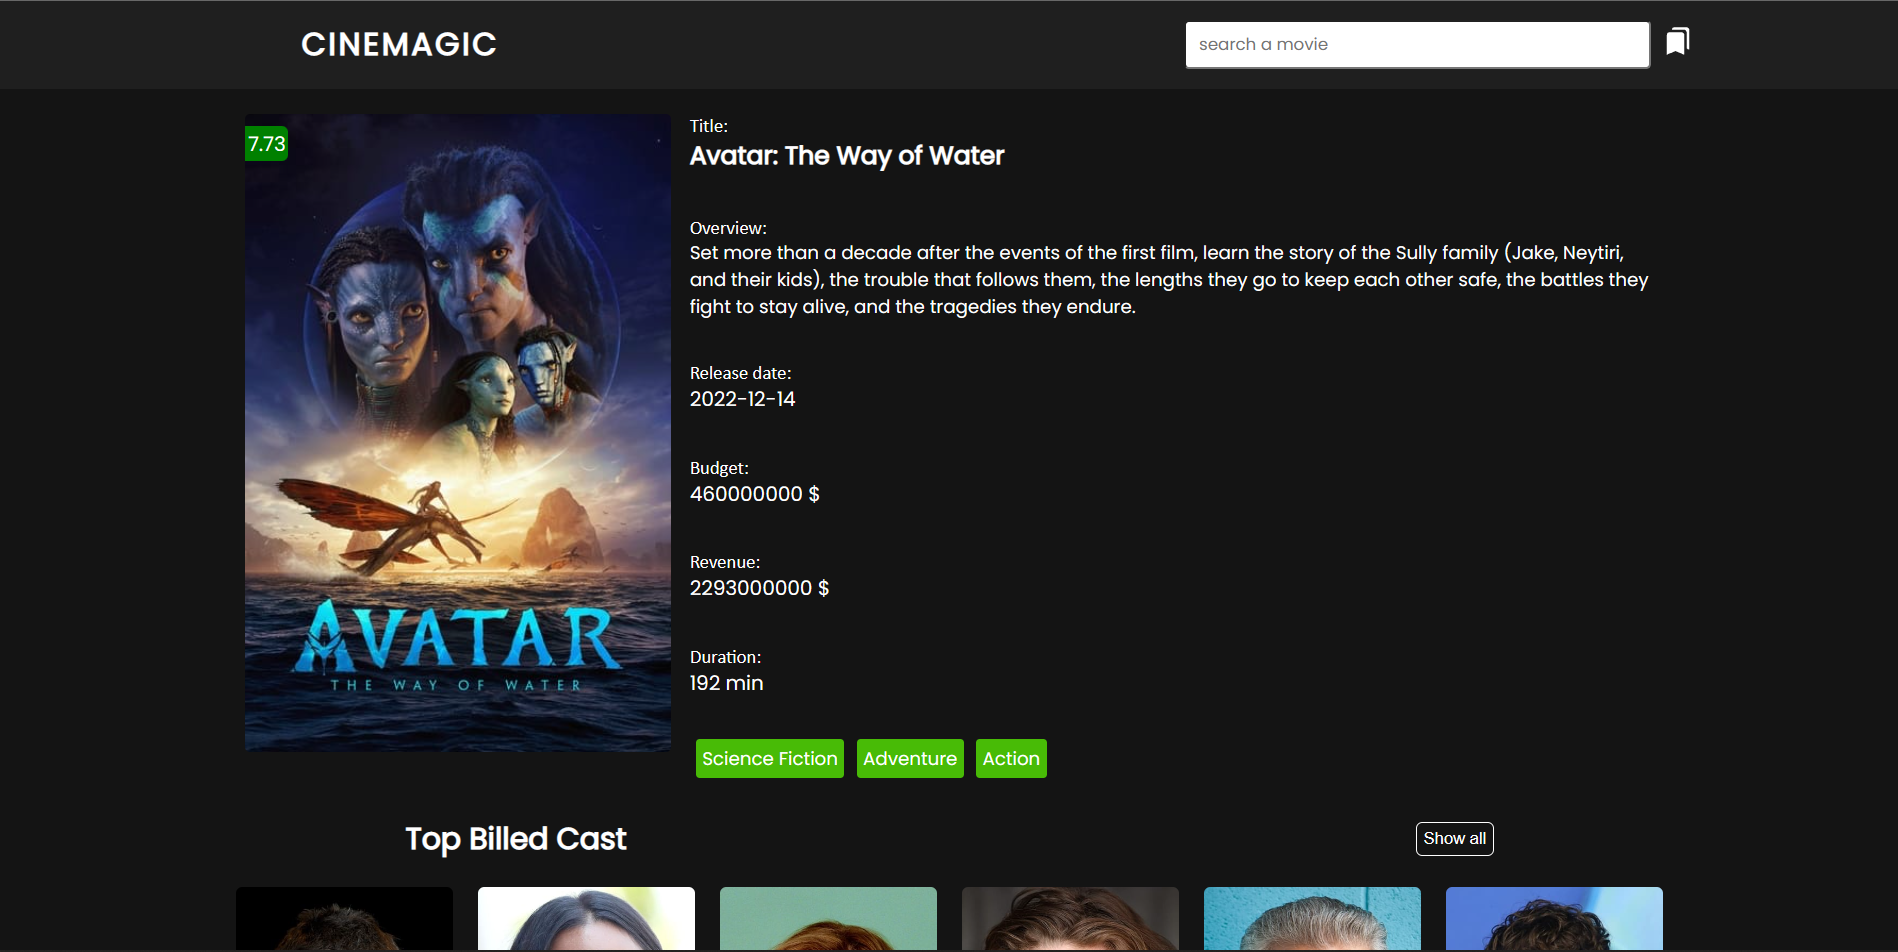 CINEMAGIC
search a movie
7.73
AVATAR
THE WAY OF WATER
Title:
Avatar: The Way of Water
Overview:
Set more than a decade after the events of the first film, learn the story of the Sully family (Jake, Neytiri,
and their kids), the trouble that follows them, the lengths they go to keep each other safe, the battles they
fight to stay alive, and the tragedies they endure.
Release date:
2022-12-14
Budget:
460000000 $
Revenue:
2293000000 $
Duration:
192 min
Science Fiction
Adventure
Action
Top Billed Cast
Show all